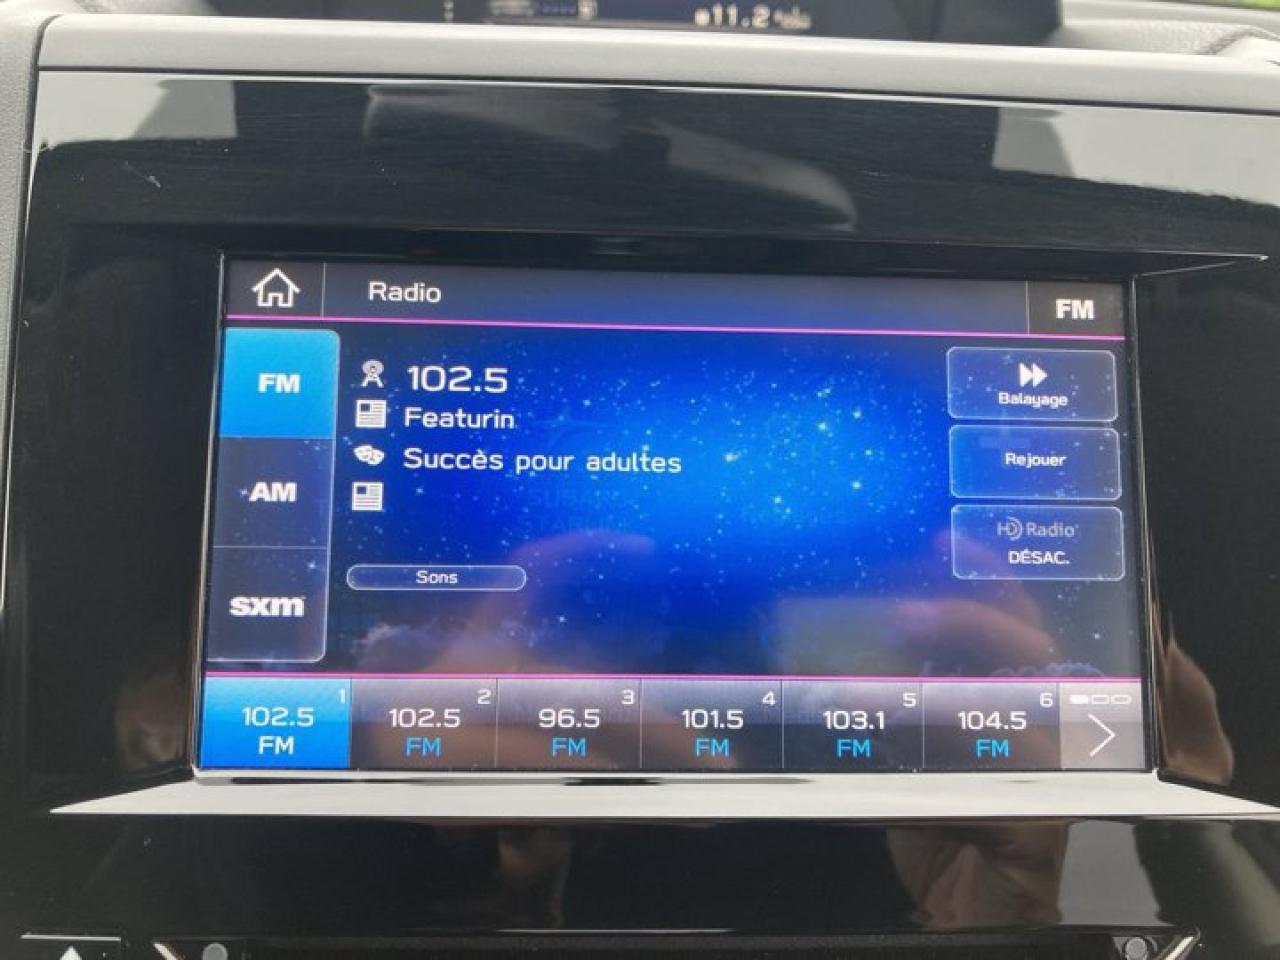 11.2
Radio
FM
FM
AM
sxm
102.5
Featurin
Succès pour adultes
Sons
Balayage
Rejouer
HD Radio
DÉSAC.
1
102.5
FM
2
102.5
FM
3
96.5
FM
4
101.5
FM
5
103.1
FM
6
104.5
FM